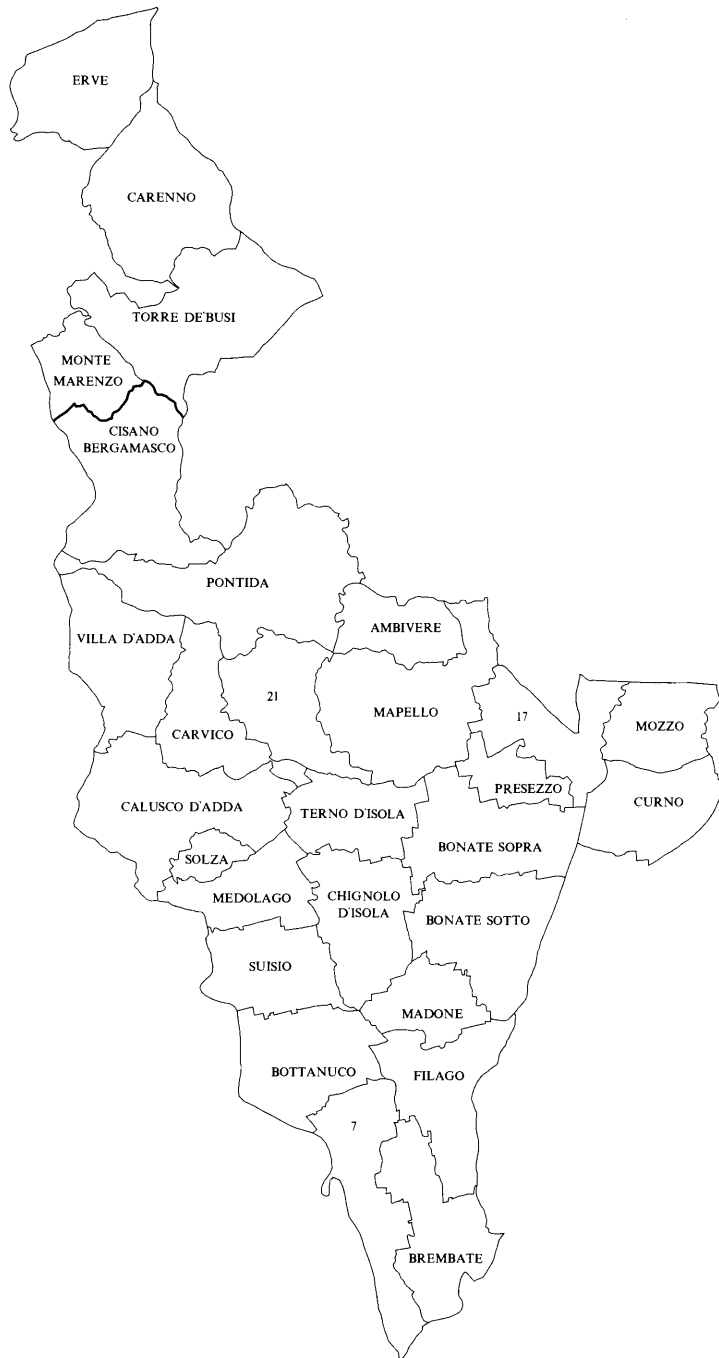 ERVE
CARENNO
TORRE DE'BUSI
MONTE
MARENZO
CISANO
BERGAMASCO
PONTIDA
AMBIVERE
VILLA D'ADDA
21
MAPELLO
17
MOZZO
CARVICO
PRESEZZO
CURNO
CALUSCO D'ADDA
TERNO D'ISOLA
BONATE SOPRA
SOLZA
MEDOLAGO
CHIGNOLO
D'ISOLA
BONATE SOTTO
SUISIO
MADONE
BOTTANUCO
FILAGO
7
BREMBATE